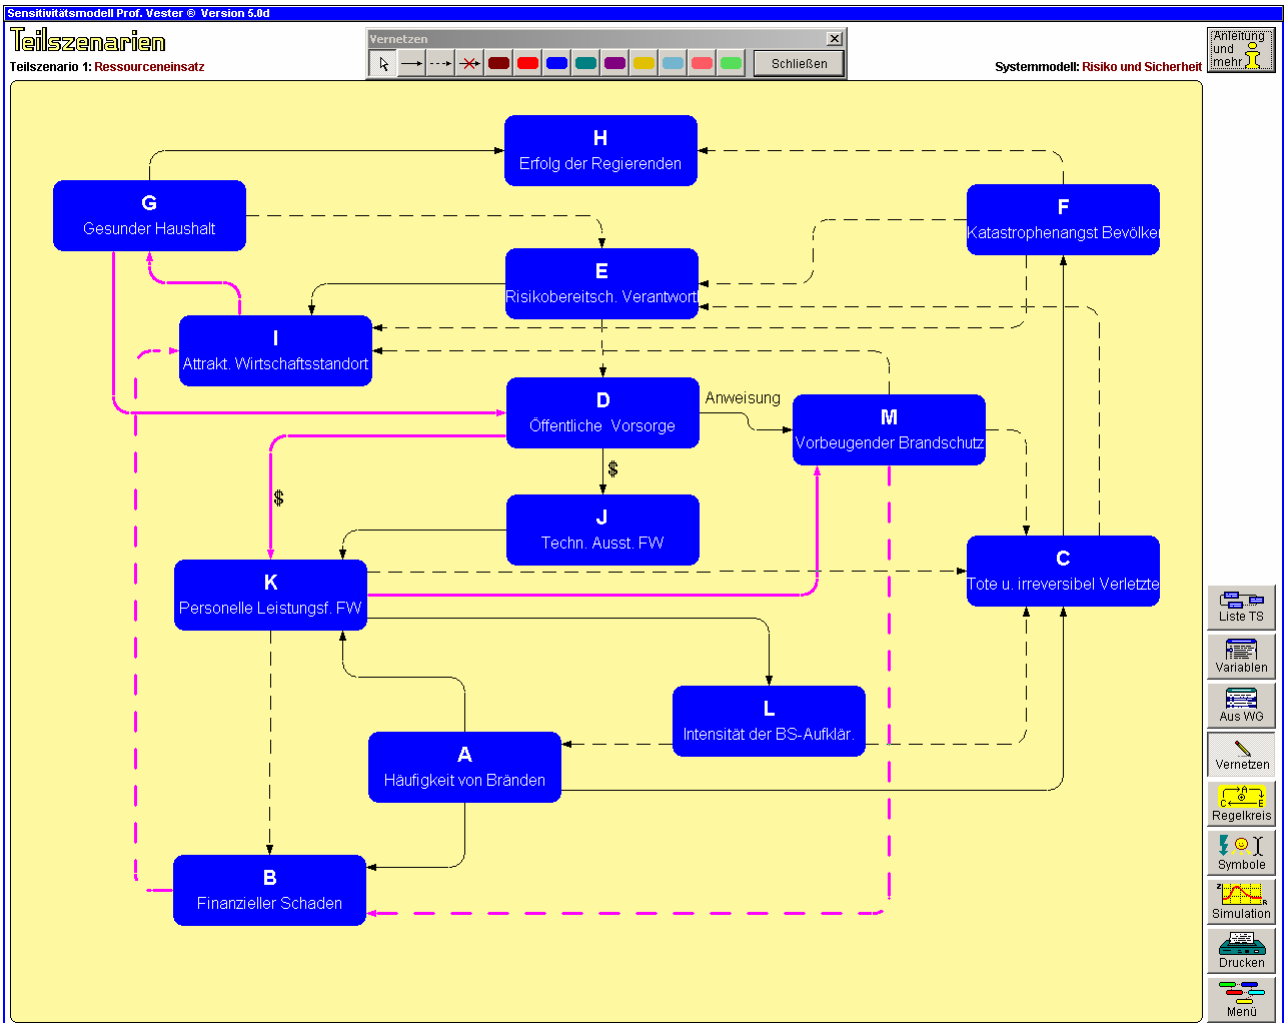 Sensitivitätsmodell Prof. Vester ® Version 5.0d
Teilszenarien
Teilszenario 1: Ressourceneinsatz
Vernetzen
Schließen
Systemmodell: Risiko und Sicherheit
Anleitung
und
mehr
H
Erfolg der Regierenden
G
Gesunder Haushalt
F
Katastrophenangst Bevölker
E
Risikobereitsch. Verantwort
I
Attrakt. Wirtschaftsstandort
D
Öffentliche Vorsorge
Anweisung
M
Vorbeugender Brandschutz
$
$
J
Techn. Ausst. FW
K
Personelle Leistungsf. FW
C
Tote u. irreversibel Verletzte
L
Intensität der BS-Aufklär.
A
Häufigkeit von Bränden
B
Finanzieller Schaden
Liste TS
Variablen
Aus WG
Vernetzen
C A E
Regelkreis
Symbole
Z R
Simulation
Drucken
Menü